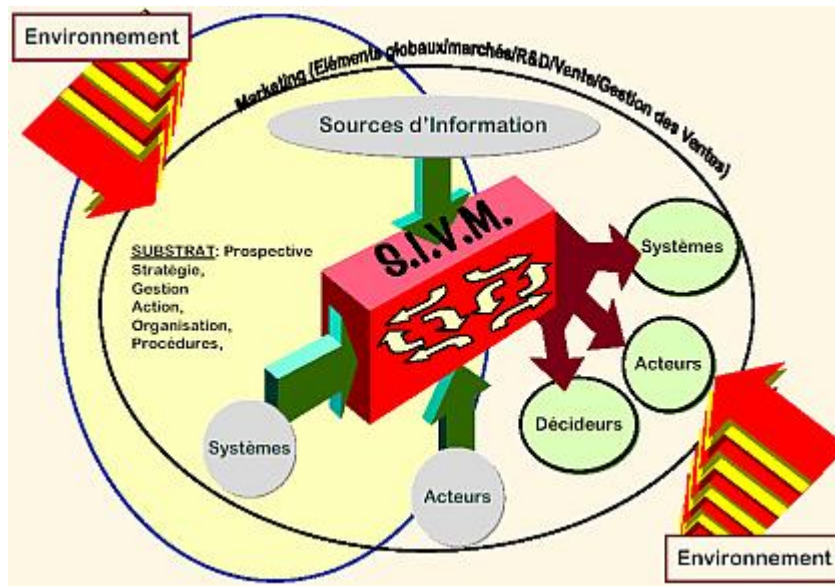 Environnement
Marketing (Eléments globaux/marchés/R&D/Vents/Gestion des Ventes)
Sources d'Information
S.I.V.M.
SUBSTRAT: Prospective
Stratégie,
Gestion
Action,
Organisation,
Procédures,
Systèmes
Acteurs
Décideurs
Systèmes
Acteurs
Environnement